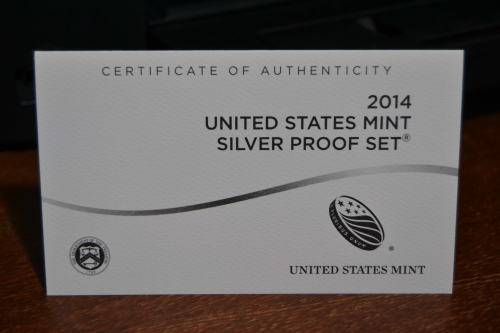 CERTIFICATE OF AUTHENTICITY
2014
UNITED STATES MINT
SILVER PROOF SET®
®
UNITED STATES MINT